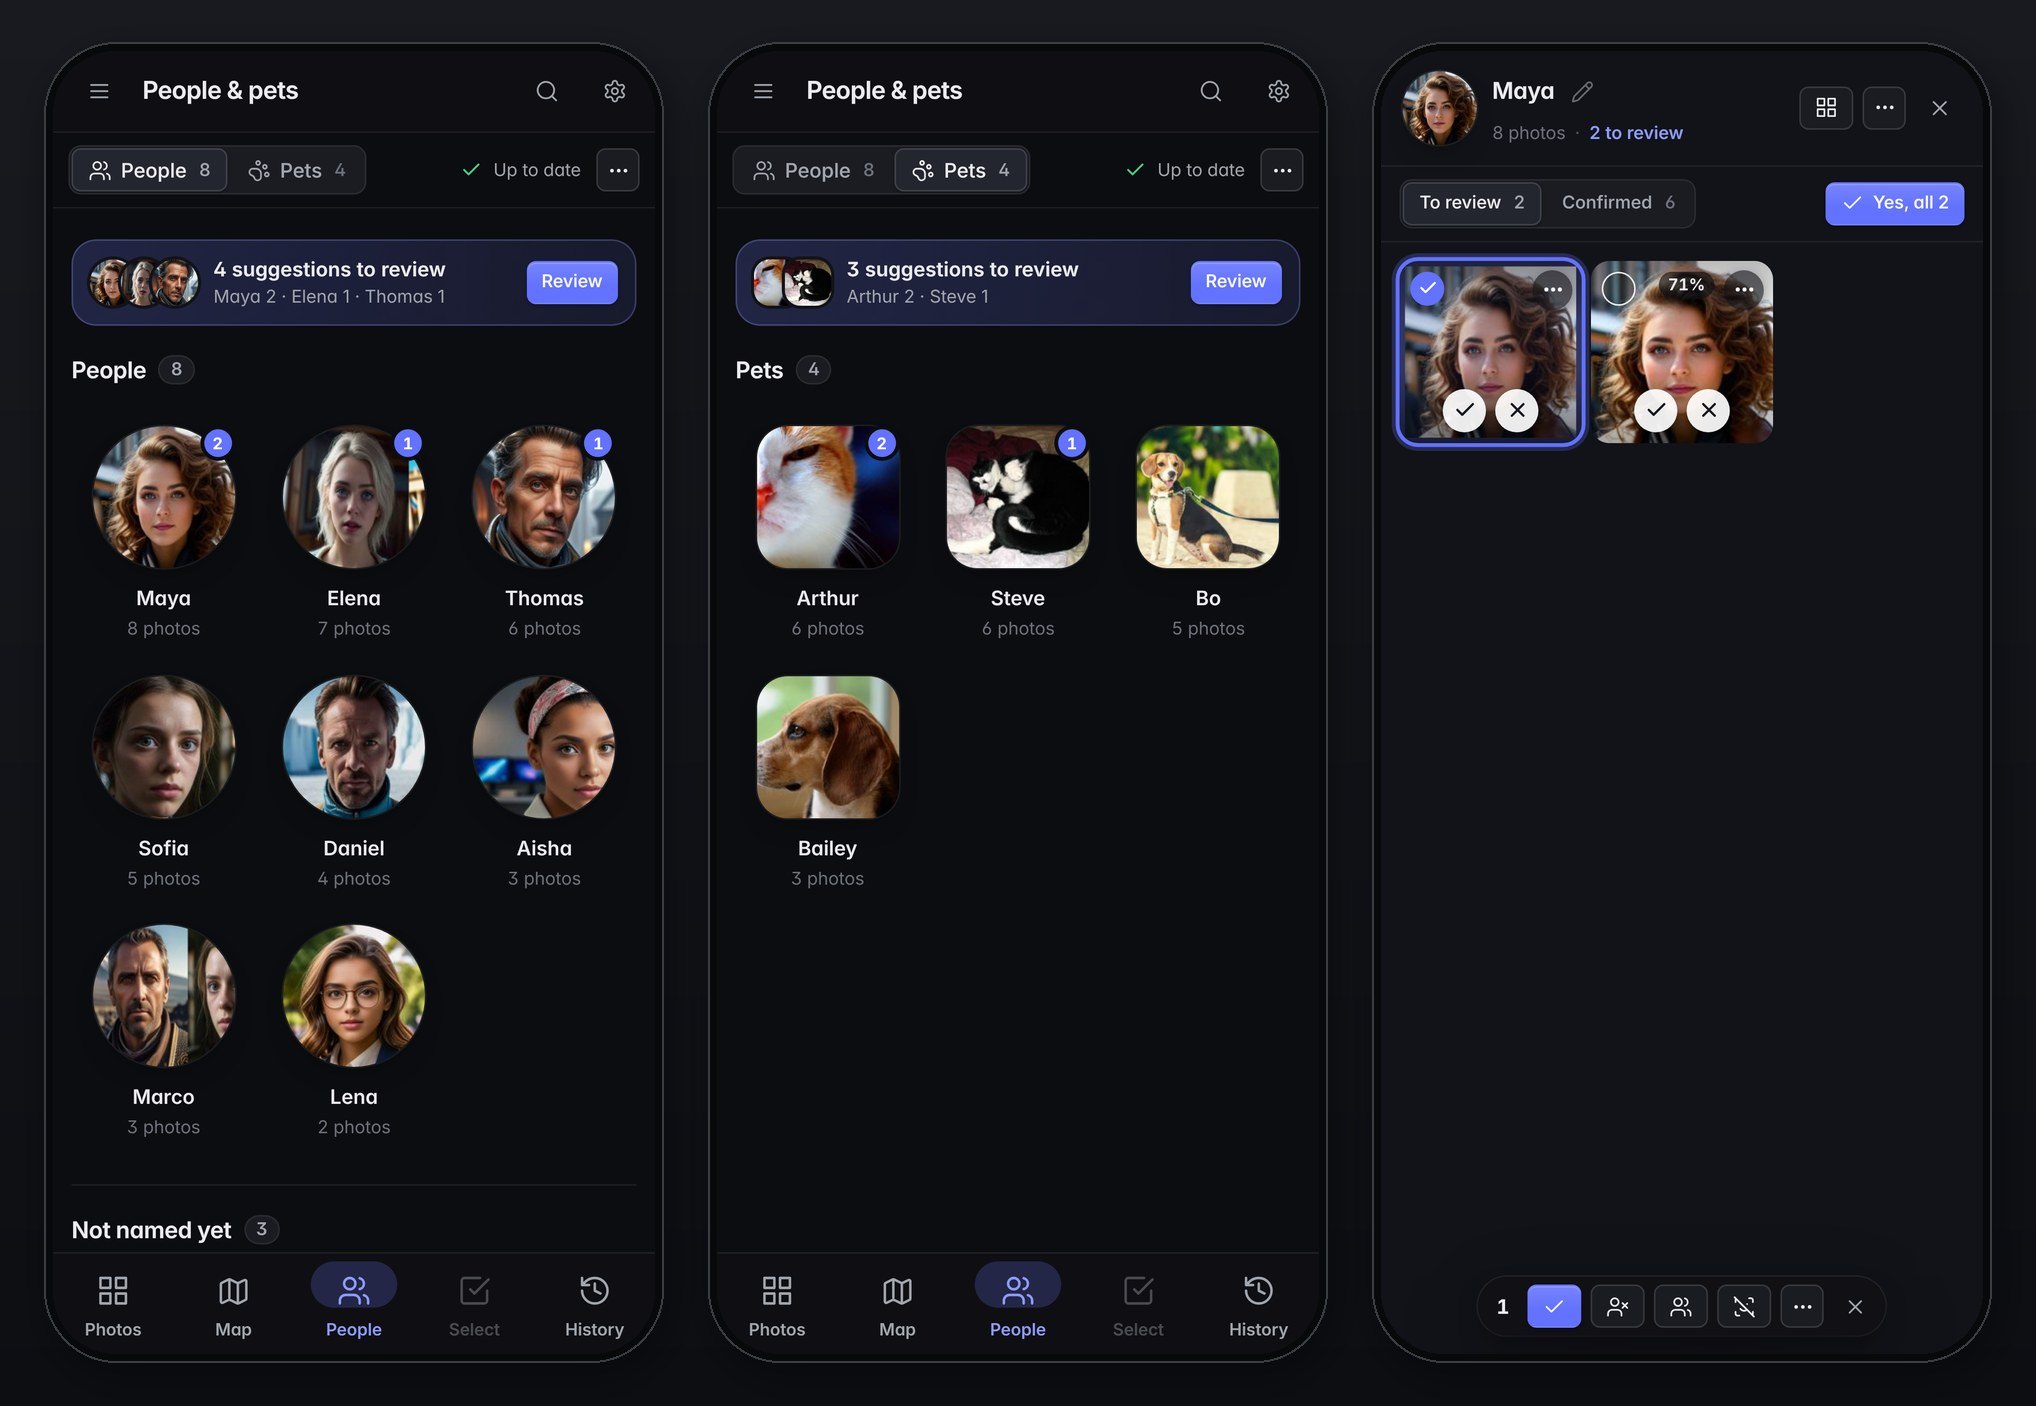 People & pets
People 8
Pets 4
Up to date
4 suggestions to review
Maya 2 · Elena 1 · Thomas 1
Review
People 8
2
1
1
Maya
Elena
Thomas
8 photos
7 photos
6 photos
Sofia
Daniel
Aisha
5 photos
4 photos
3 photos
Marco
Lena
3 photos
2 photos
Not named yet 3
Photos
Map
People
Select
History
People & pets
People 8
Pets 4
Up to date
3 suggestions to review
Arthur 2 · Steve 1
Review
Pets 4
2
1
Arthur
Steve
Bo
6 photos
6 photos
5 photos
Bailey
3 photos
Photos
Map
People
Select
History
Maya
8 photos · 2 to review
To review 2
Confirmed 6
Yes, all 2
71%
1